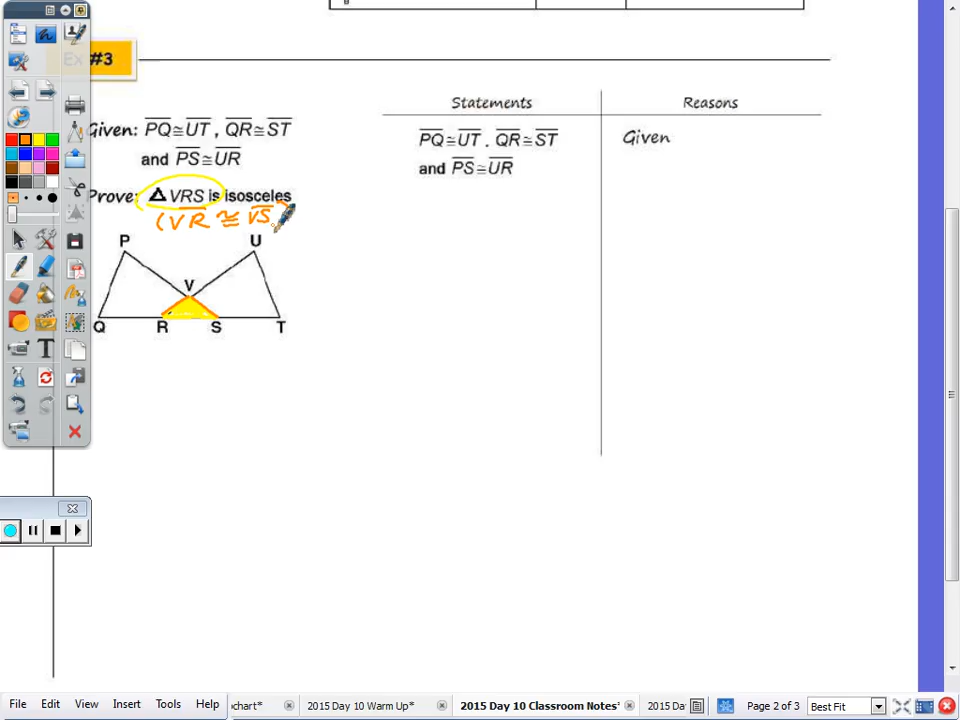 Ex #3
Statements
Reasons
Given: PQ≅UT , QR≅ST
and PS≅UR
PQ≅UT , QR≅ST
and PS≅UR
Given
Prove: △VRS is isosceles
(VR ≅ VS
P
U
V
Q
R
S
T
T
File
Edit
View
Insert
Tools
Help
bchart*
2015 Day 10 Warm Up*
2015 Day 10 Classroom Notes*
2015 Da
Page 2 of 3
Best Fit